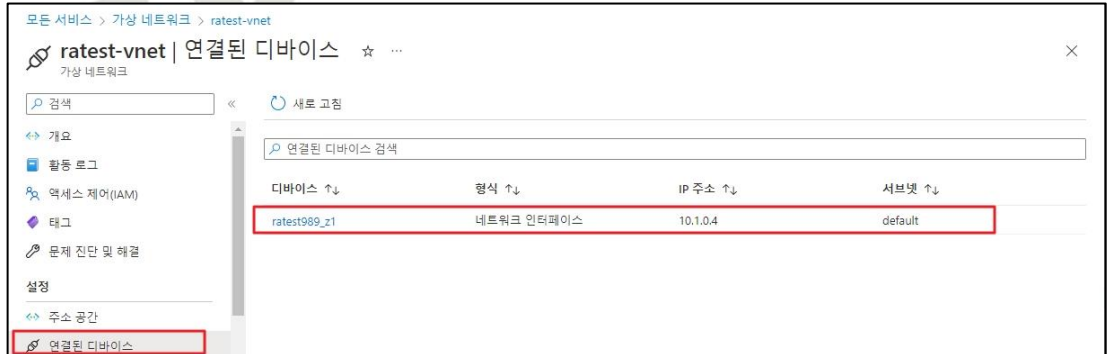 모든 서비스 > 가상 네트워크 > ratest-vnet
ratest-vnet | 연결된 디바이스 ☆ ...
가상 네트워크
검색
«
새로 고침
개요
활동 로그
액세스 제어(IAM)
태그
문제 진단 및 해결
설정
주소 공간
연결된 디바이스
연결된 디바이스 검색
디바이스 ↑↓ 형식 ↑↓ IP 주소 ↑↓ 서브넷 ↑↓
ratest989_z1 네트워크 인터페이스 10.1.0.4 default